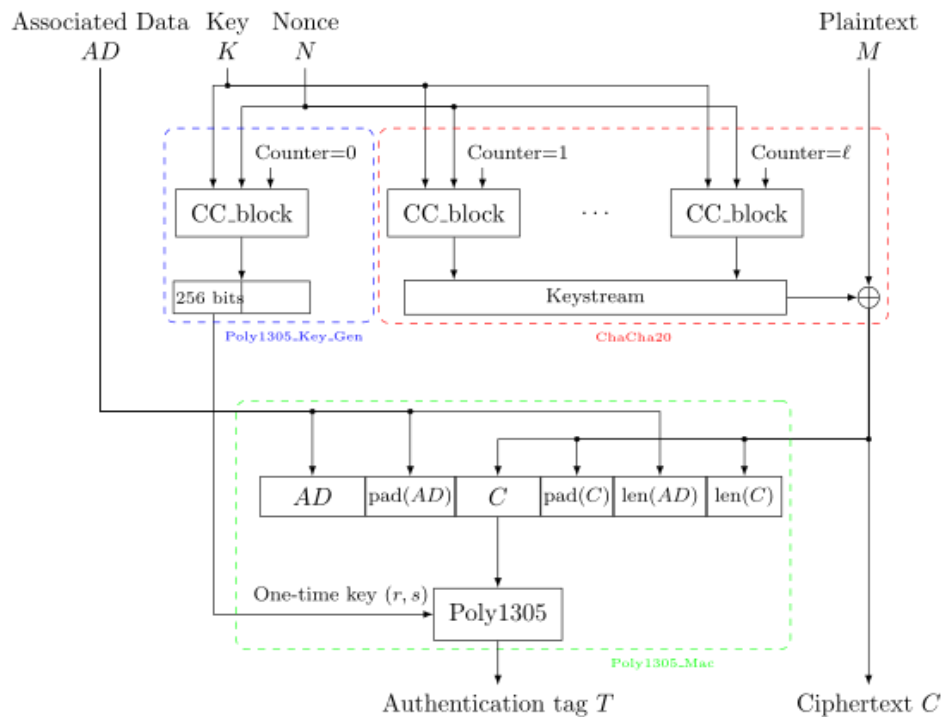 Associated Data Key Nonce Plaintext
AD K N M
Counter=0 Counter=1 Counter=ℓ
CC_block CC_block ... CC_block
256 bits Keystream
Poly1305_Key_Gen ChaCha20
AD pad(AD) C pad(C) len(AD) len(C)
One-time key (r, s)
Poly1305
Poly1305_Mac
Authentication tag T Ciphertext C